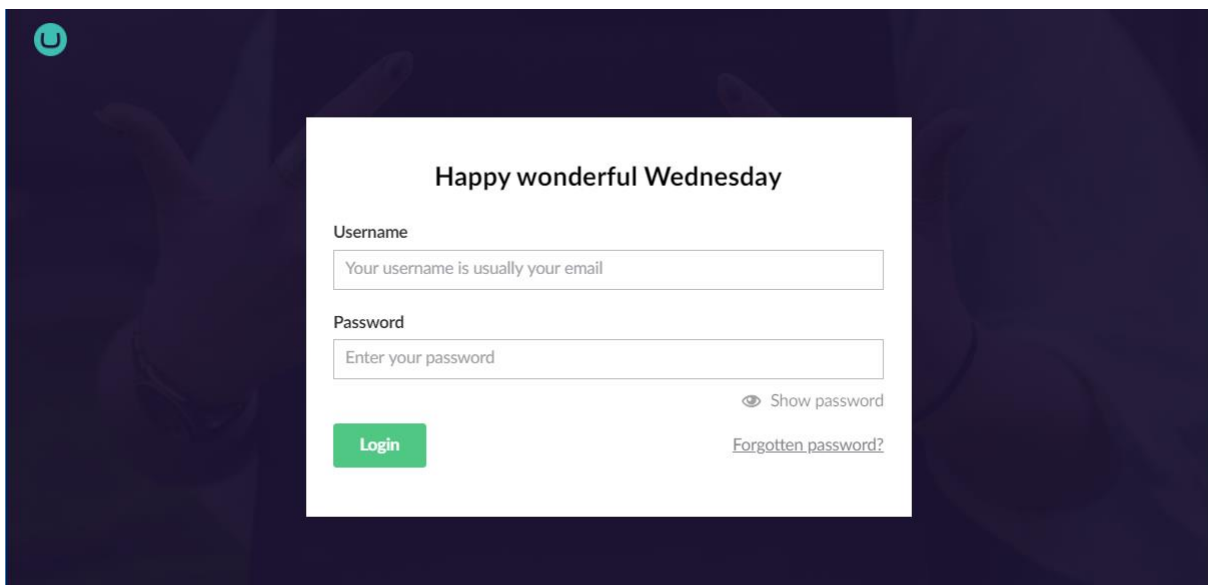 Happy wonderful Wednesday
Username
Your username is usually your email
Password
Enter your password
Show password
Login
Forgotten password?